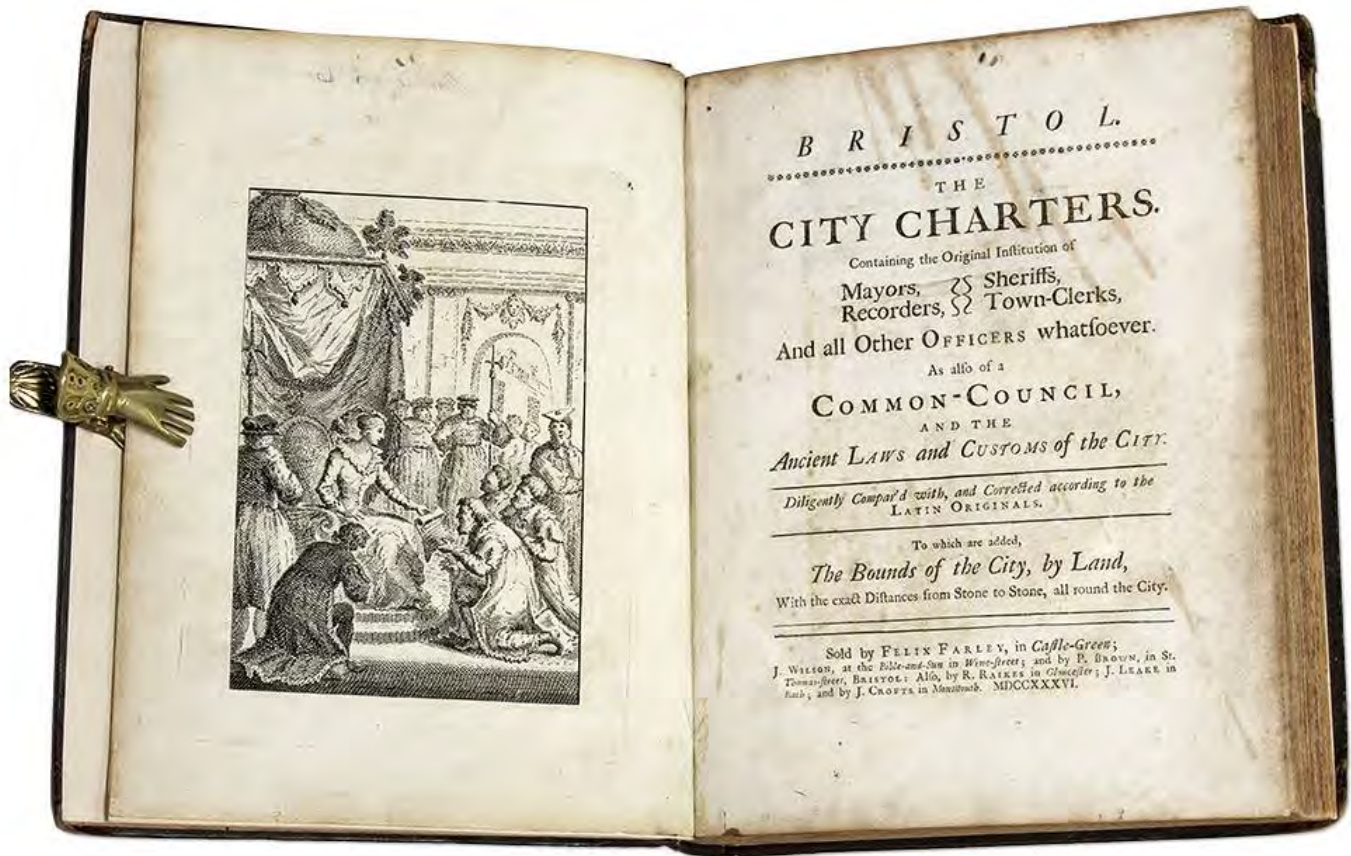 BRISTOL.
THE
CITY CHARTERS.
Containing the Original Inſtitution of
Mayors, Sheriffs,
Recorders, Town-Clerks,
And all Other OFFICERS whatſoever.
As alſo of a
COMMON-COUNCIL,
AND THE
Ancient LAWS and CUSTOMS of the CITY.
Diligently Compar'd with, and Corrected according to the
LATIN ORIGINALS.
To which are added,
The Bounds of the City, by Land,
With the exact Diſtances from Stone to Stone, all round the City.
Sold by FELIX FARLEY, in Caſtle-Green;
J. WILSON, at the Bible-and-Sun in Wine-ſtreet; and by P. BROWN, in St.
Thomas-ſtreet, BRISTOL: Alſo, by R. RAIKES in Gloceſter; J. LEAKE in
Bath; and by J. CROFTS in Monmouth. MDCCXXXVI.